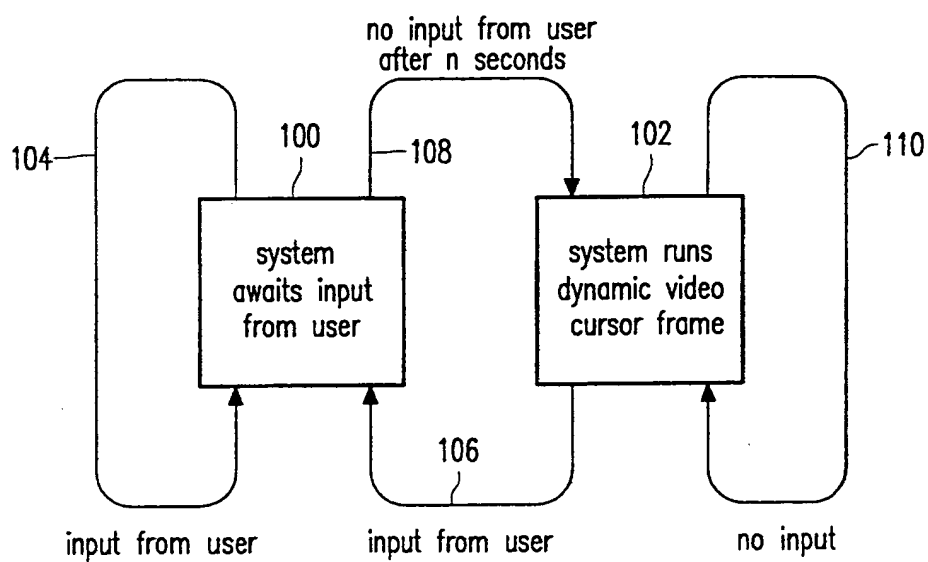 no input from user
after n seconds
104
100
108
102
110
system
awaits input
from user
system runs
dynamic video
cursor frame
106
input from user
input from user
no input